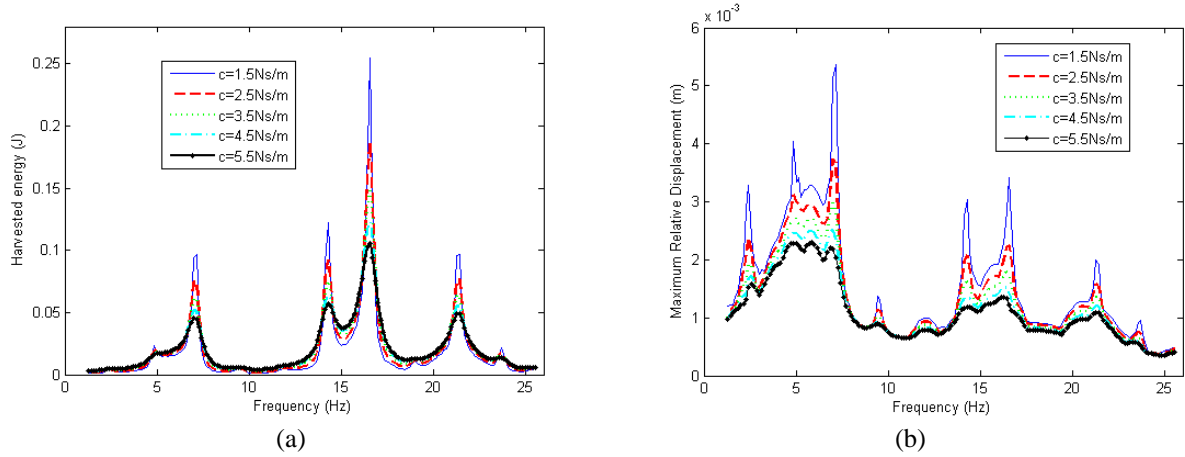 0.25
0.2
0.15
0.1
0.05
0
0
5
10
15
20
25
Harvested energy (J)
Frequency (Hz)
c=1.5Ns/m
c=2.5Ns/m
c=3.5Ns/m
c=4.5Ns/m
c=5.5Ns/m
(a)
x 10⁻³
6
5
4
3
2
1
0
0
5
10
15
20
25
Maximum Relative Displacement (m)
Frequency (Hz)
c=1.5Ns/m
c=2.5Ns/m
c=3.5Ns/m
c=4.5Ns/m
c=5.5Ns/m
(b)